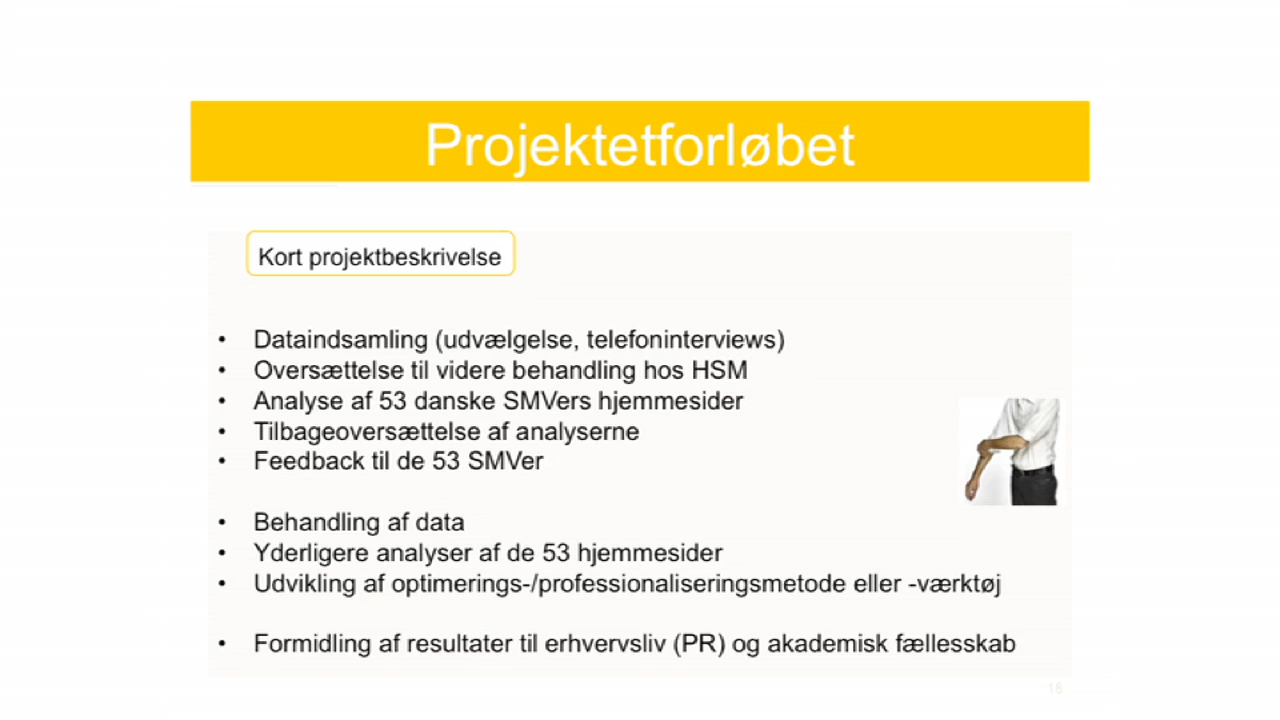 Projektetforløbet
Kort projektbeskrivelse
• Dataindsamling (udvælgelse, telefoninterviews)
• Oversættelse til videre behandling hos HSM
• Analyse af 53 danske SMVers hjemmesider
• Tilbageoversættelse af analyserne
• Feedback til de 53 SMVer
• Behandling af data
• Yderligere analyser af de 53 hjemmesider
• Udvikling af optimerings-/professionaliseringsmetode eller -værktøj
• Formidling af resultater til erhvervsliv (PR) og akademisk fællesskab
18